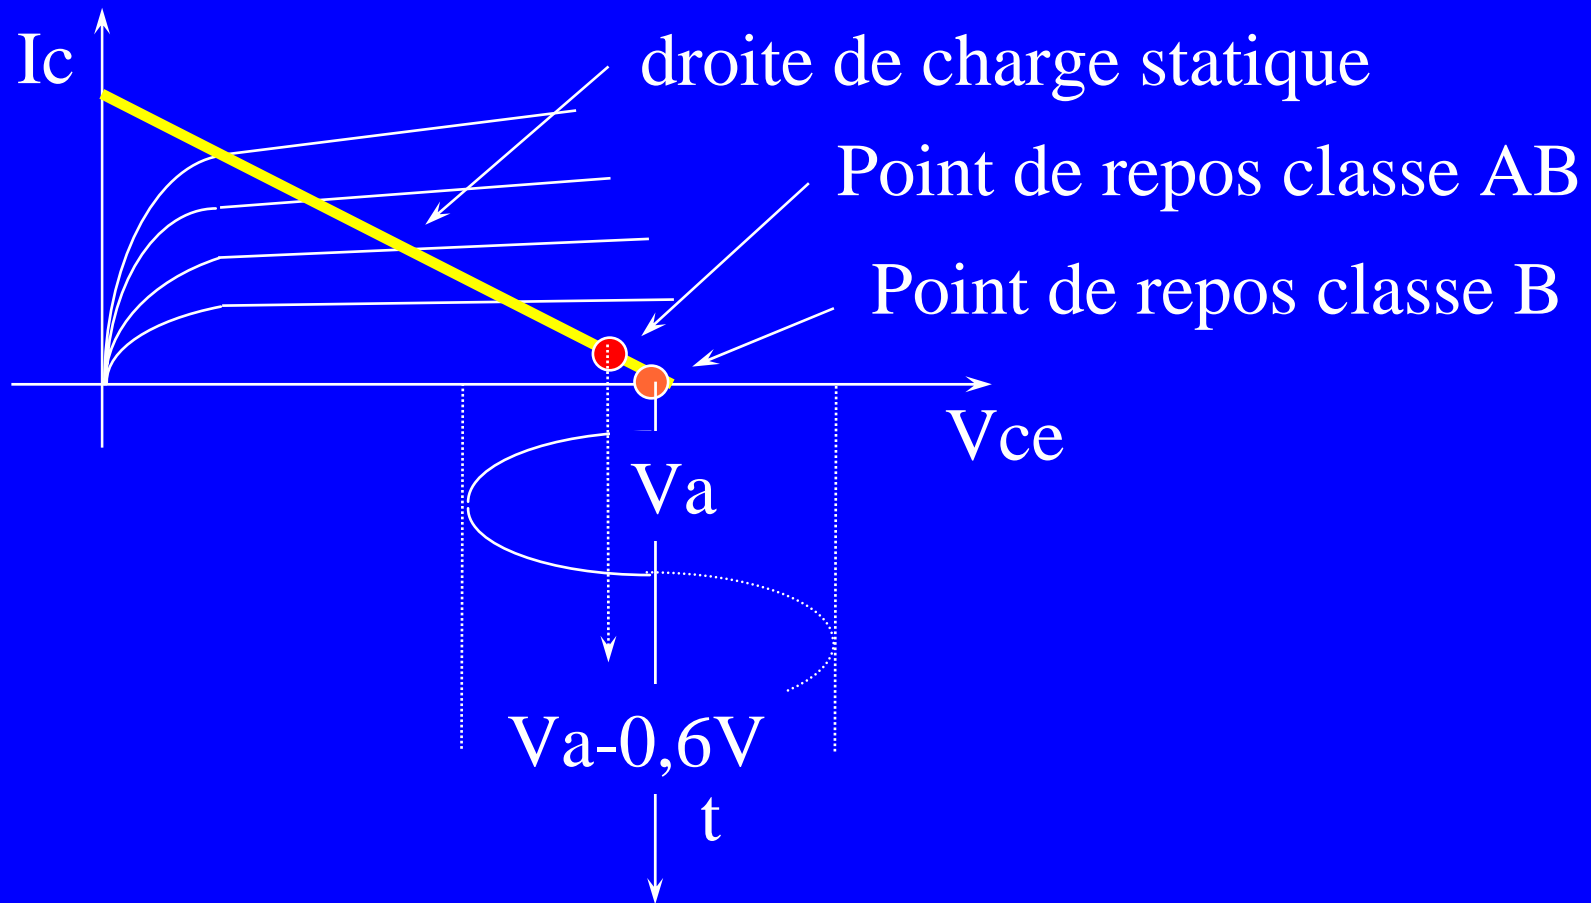 Ic
droite de charge statique
Point de repos classe AB
Point de repos classe B
Vce
Va
Va-0,6V
t